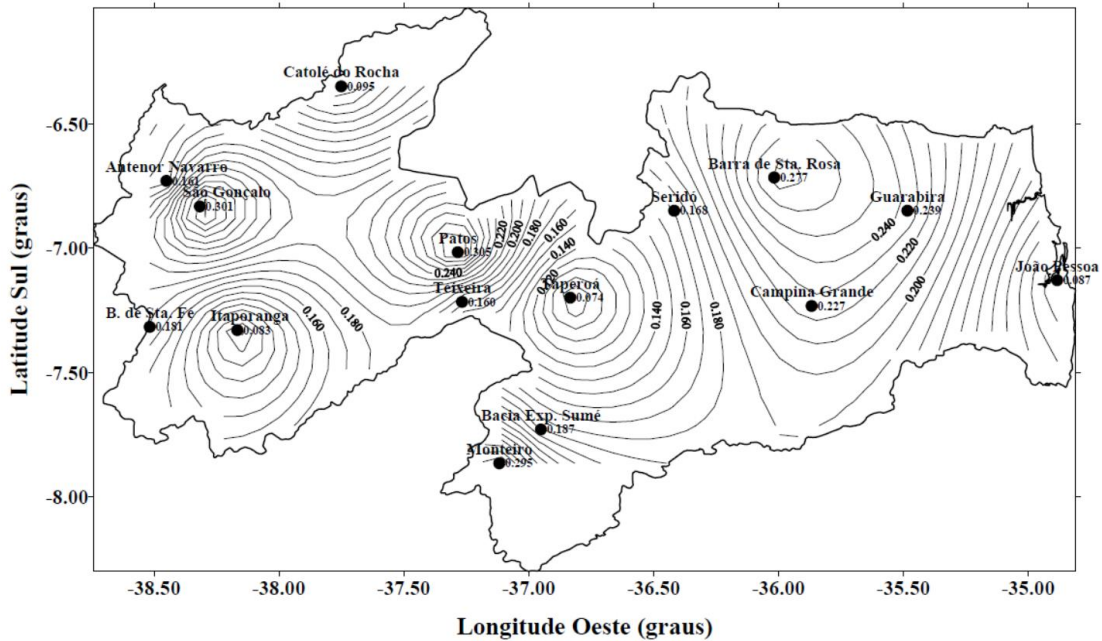 Catolé do Rocha
0.095
-6.50
Antenor Navarro
0.161
Barra de Sta. Rosa
0.277
São Gonçalo
0.301
Seridó
0.168
Guarabira
0.239
-7.00
Patos
0.305
0.220
0.200
0.180
0.160
0.140
0.120
0.240
0.240
0.220
0.200
João Pessoa
0.087
Teixeira
0.160
Taperoá
0.074
Campina Grande
0.227
B. de Sta. Fé
0.181
Itaporanga
0.083
0.160
0.180
0.140
0.160
0.180
-7.50
Bacia Exp. Sumé
0.187
Monteiro
0.295
-8.00
Latitude Sul (graus)
-38.50 -38.00 -37.50 -37.00 -36.50 -36.00 -35.50 -35.00
Longitude Oeste (graus)